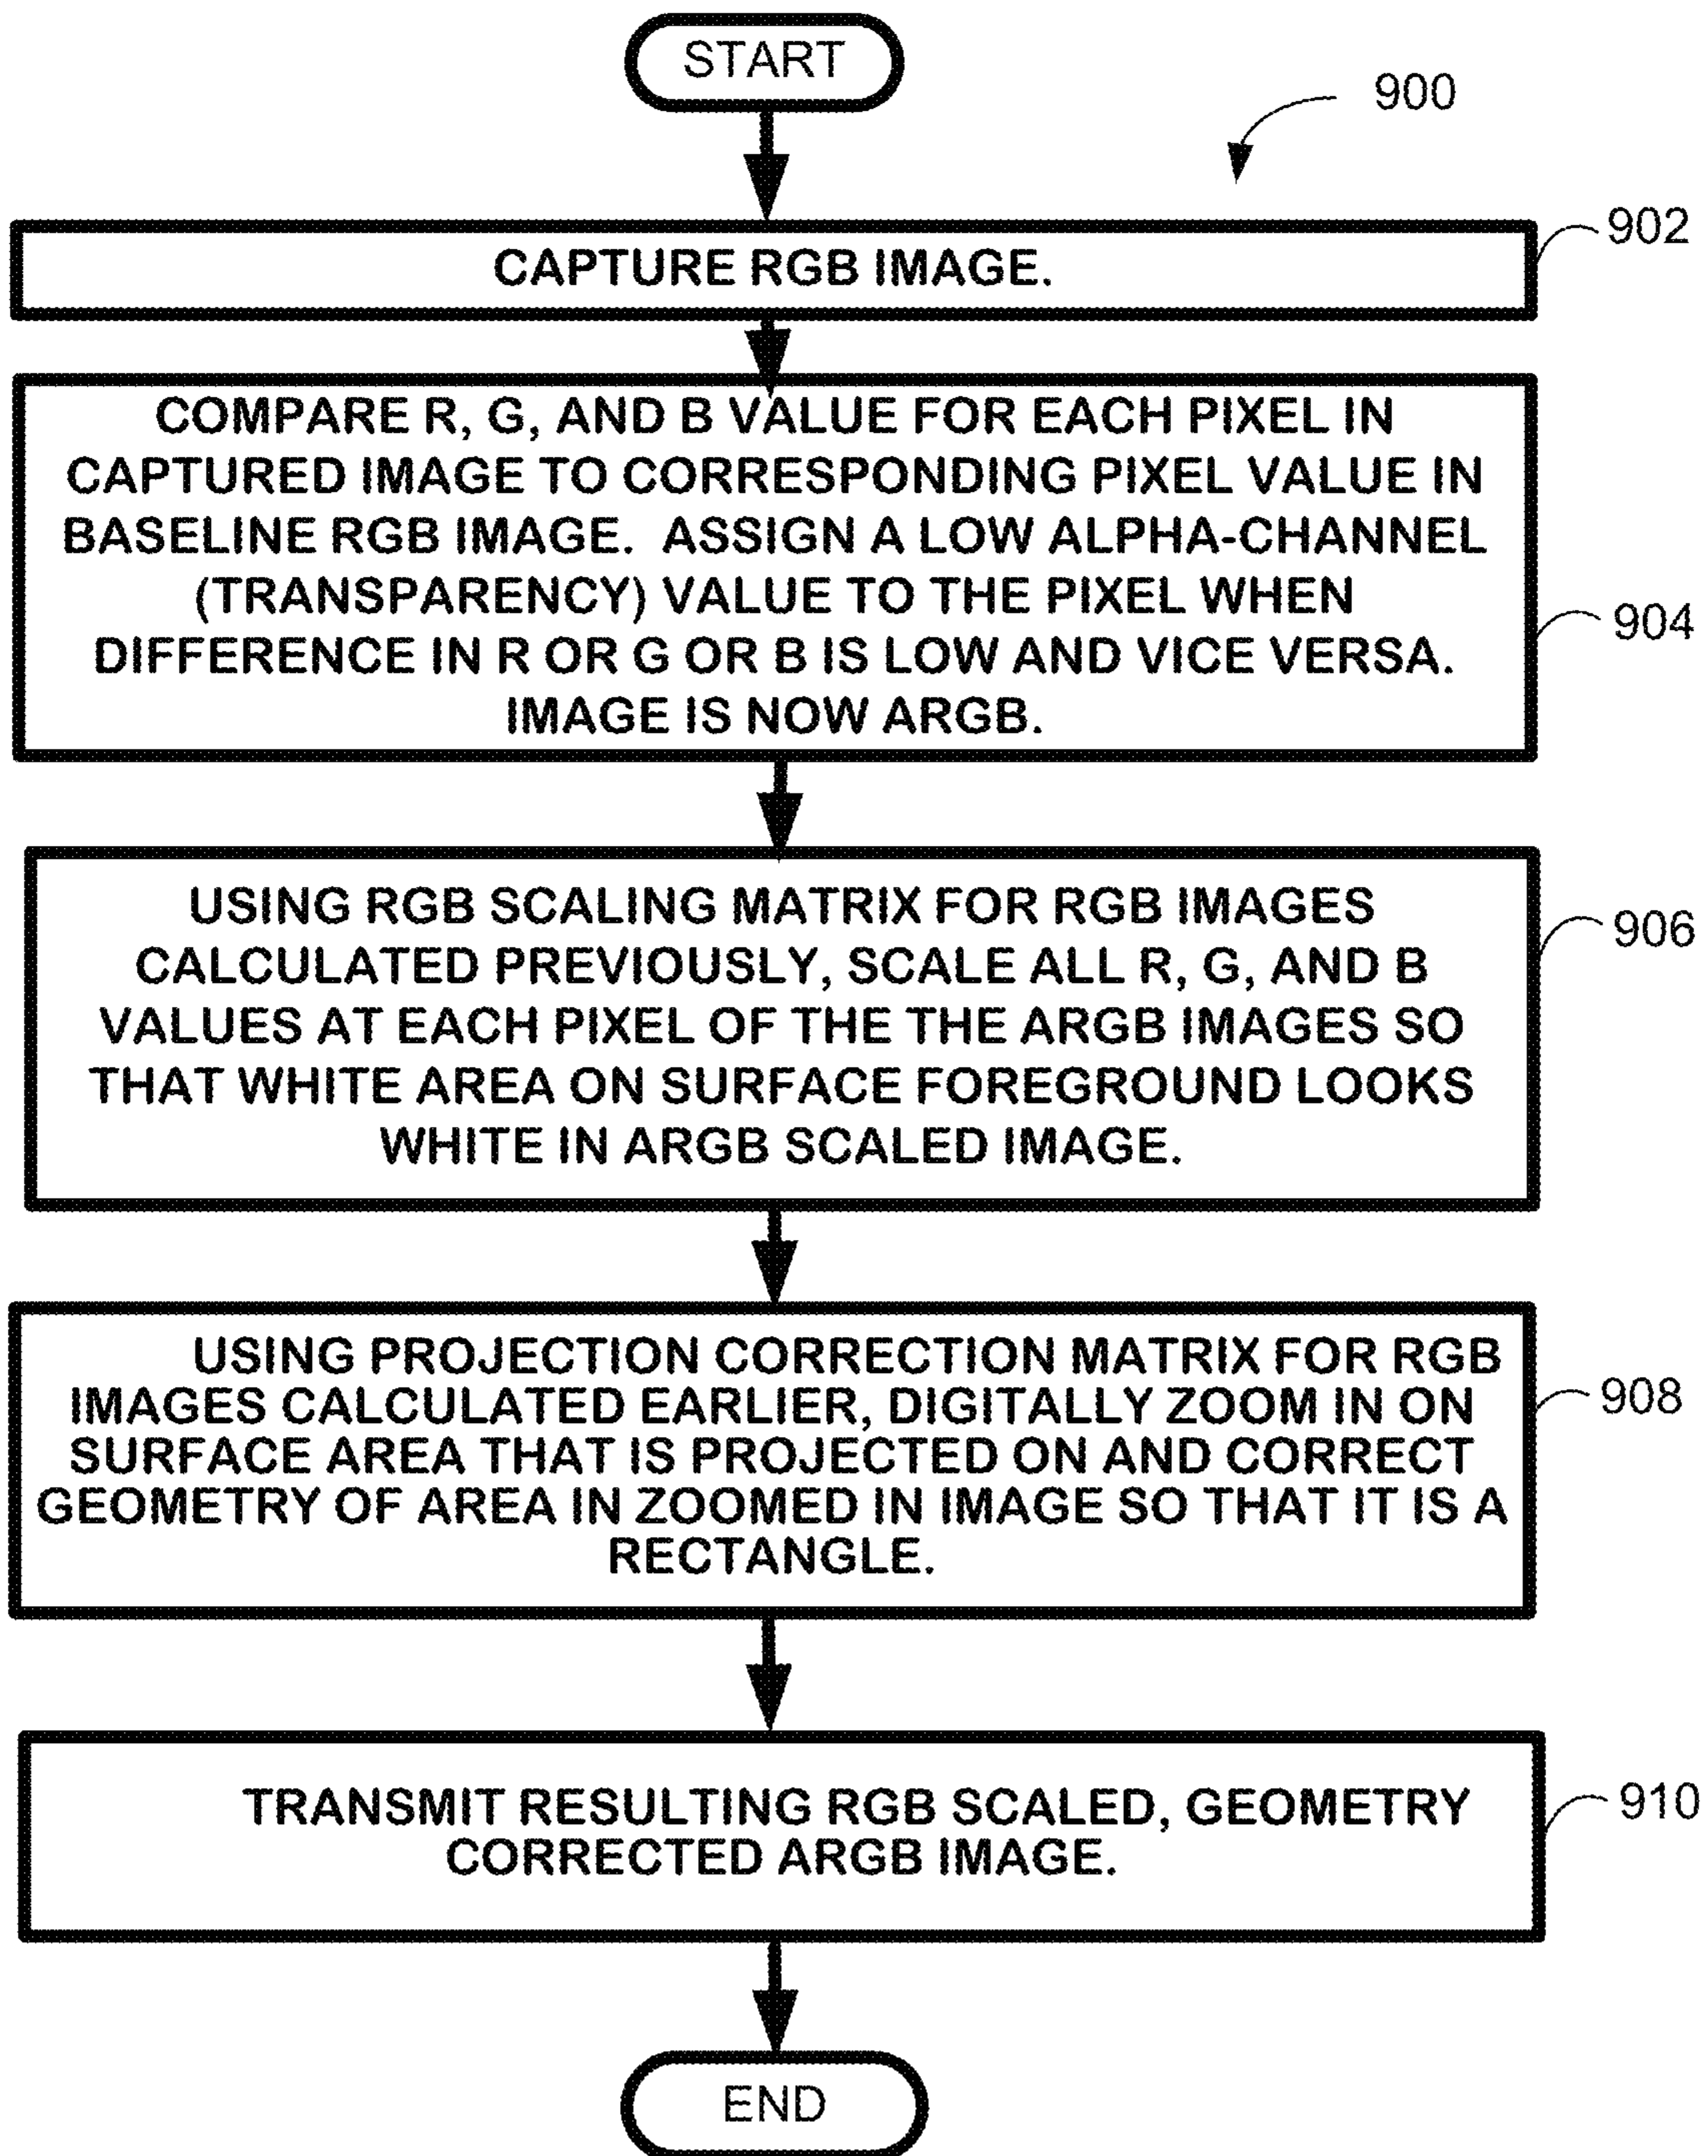 START
900
CAPTURE RGB IMAGE.
902
COMPARE R, G, AND B VALUE FOR EACH PIXEL IN
CAPTURED IMAGE TO CORRESPONDING PIXEL VALUE IN
BASELINE RGB IMAGE. ASSIGN A LOW ALPHA-CHANNEL
(TRANSPARENCY) VALUE TO THE PIXEL WHEN
DIFFERENCE IN R OR G OR B IS LOW AND VICE VERSA.
IMAGE IS NOW ARGB.
904
USING RGB SCALING MATRIX FOR RGB IMAGES
CALCULATED PREVIOUSLY, SCALE ALL R, G, AND B
VALUES AT EACH PIXEL OF THE THE ARGB IMAGES SO
THAT WHITE AREA ON SURFACE FOREGROUND LOOKS
WHITE IN ARGB SCALED IMAGE.
906
USING PROJECTION CORRECTION MATRIX FOR RGB
IMAGES CALCULATED EARLIER, DIGITALLY ZOOM IN ON
SURFACE AREA THAT IS PROJECTED ON AND CORRECT
GEOMETRY OF AREA IN ZOOMED IN IMAGE SO THAT IT IS A
RECTANGLE.
908
TRANSMIT RESULTING RGB SCALED, GEOMETRY
CORRECTED ARGB IMAGE.
910
END